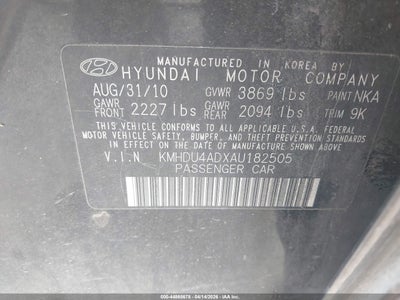 MANUFACTURED IN KOREA BY
HYUNDAI MOTOR COMPANY
AUG/31/10 GVWR 3869 lbs PAINT NKA
GAWR FRONT 2227 lbs GAWR REAR 2094 lbs TRIM 9K
THIS VEHICLE CONFORMS TO ALL APPLICABLE FEDERAL
MOTOR VEHICLE SAFETY, BUMPER, AND THEFT PREVENTION
STANDARDS IN EFFECT ON THE DATE OF MANUFACTURE SHOWN ABOVE.
V.I.N KMHDU4ADXAU182505
PASSENGER CAR